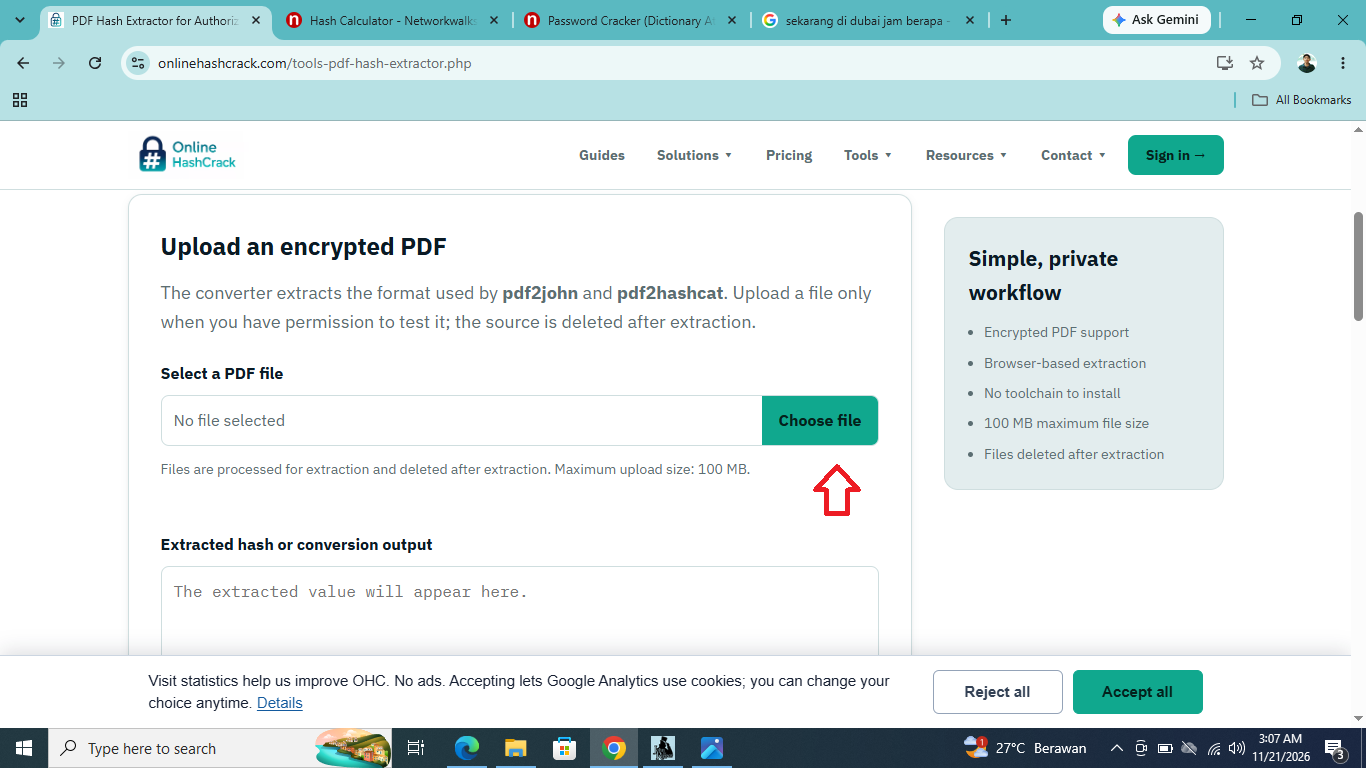 PDF Hash Extractor for Authoriz
Hash Calculator - Networkwalks
Password Cracker (Dictionary At
sekarang di dubai jam berapa -
Ask Gemini
onlinehashcrack.com/tools-pdf-hash-extractor.php
All Bookmarks
Online
HashCrack
Guides
Solutions
Pricing
Tools
Resources
Contact
Sign in →
Upload an encrypted PDF
The converter extracts the format used by pdf2john and pdf2hashcat. Upload a file only
when you have permission to test it; the source is deleted after extraction.
Select a PDF file
No file selected
Choose file
Files are processed for extraction and deleted after extraction. Maximum upload size: 100 MB.
Extracted hash or conversion output
The extracted value will appear here.
Simple, private
workflow
Encrypted PDF support
Browser-based extraction
No toolchain to install
100 MB maximum file size
Files deleted after extraction
Visit statistics help us improve OHC. No ads. Accepting lets Google Analytics use cookies; you can change your
choice anytime. Details
Reject all
Accept all
Type here to search
1
27°C Berawan
3:07 AM
11/21/2026
3